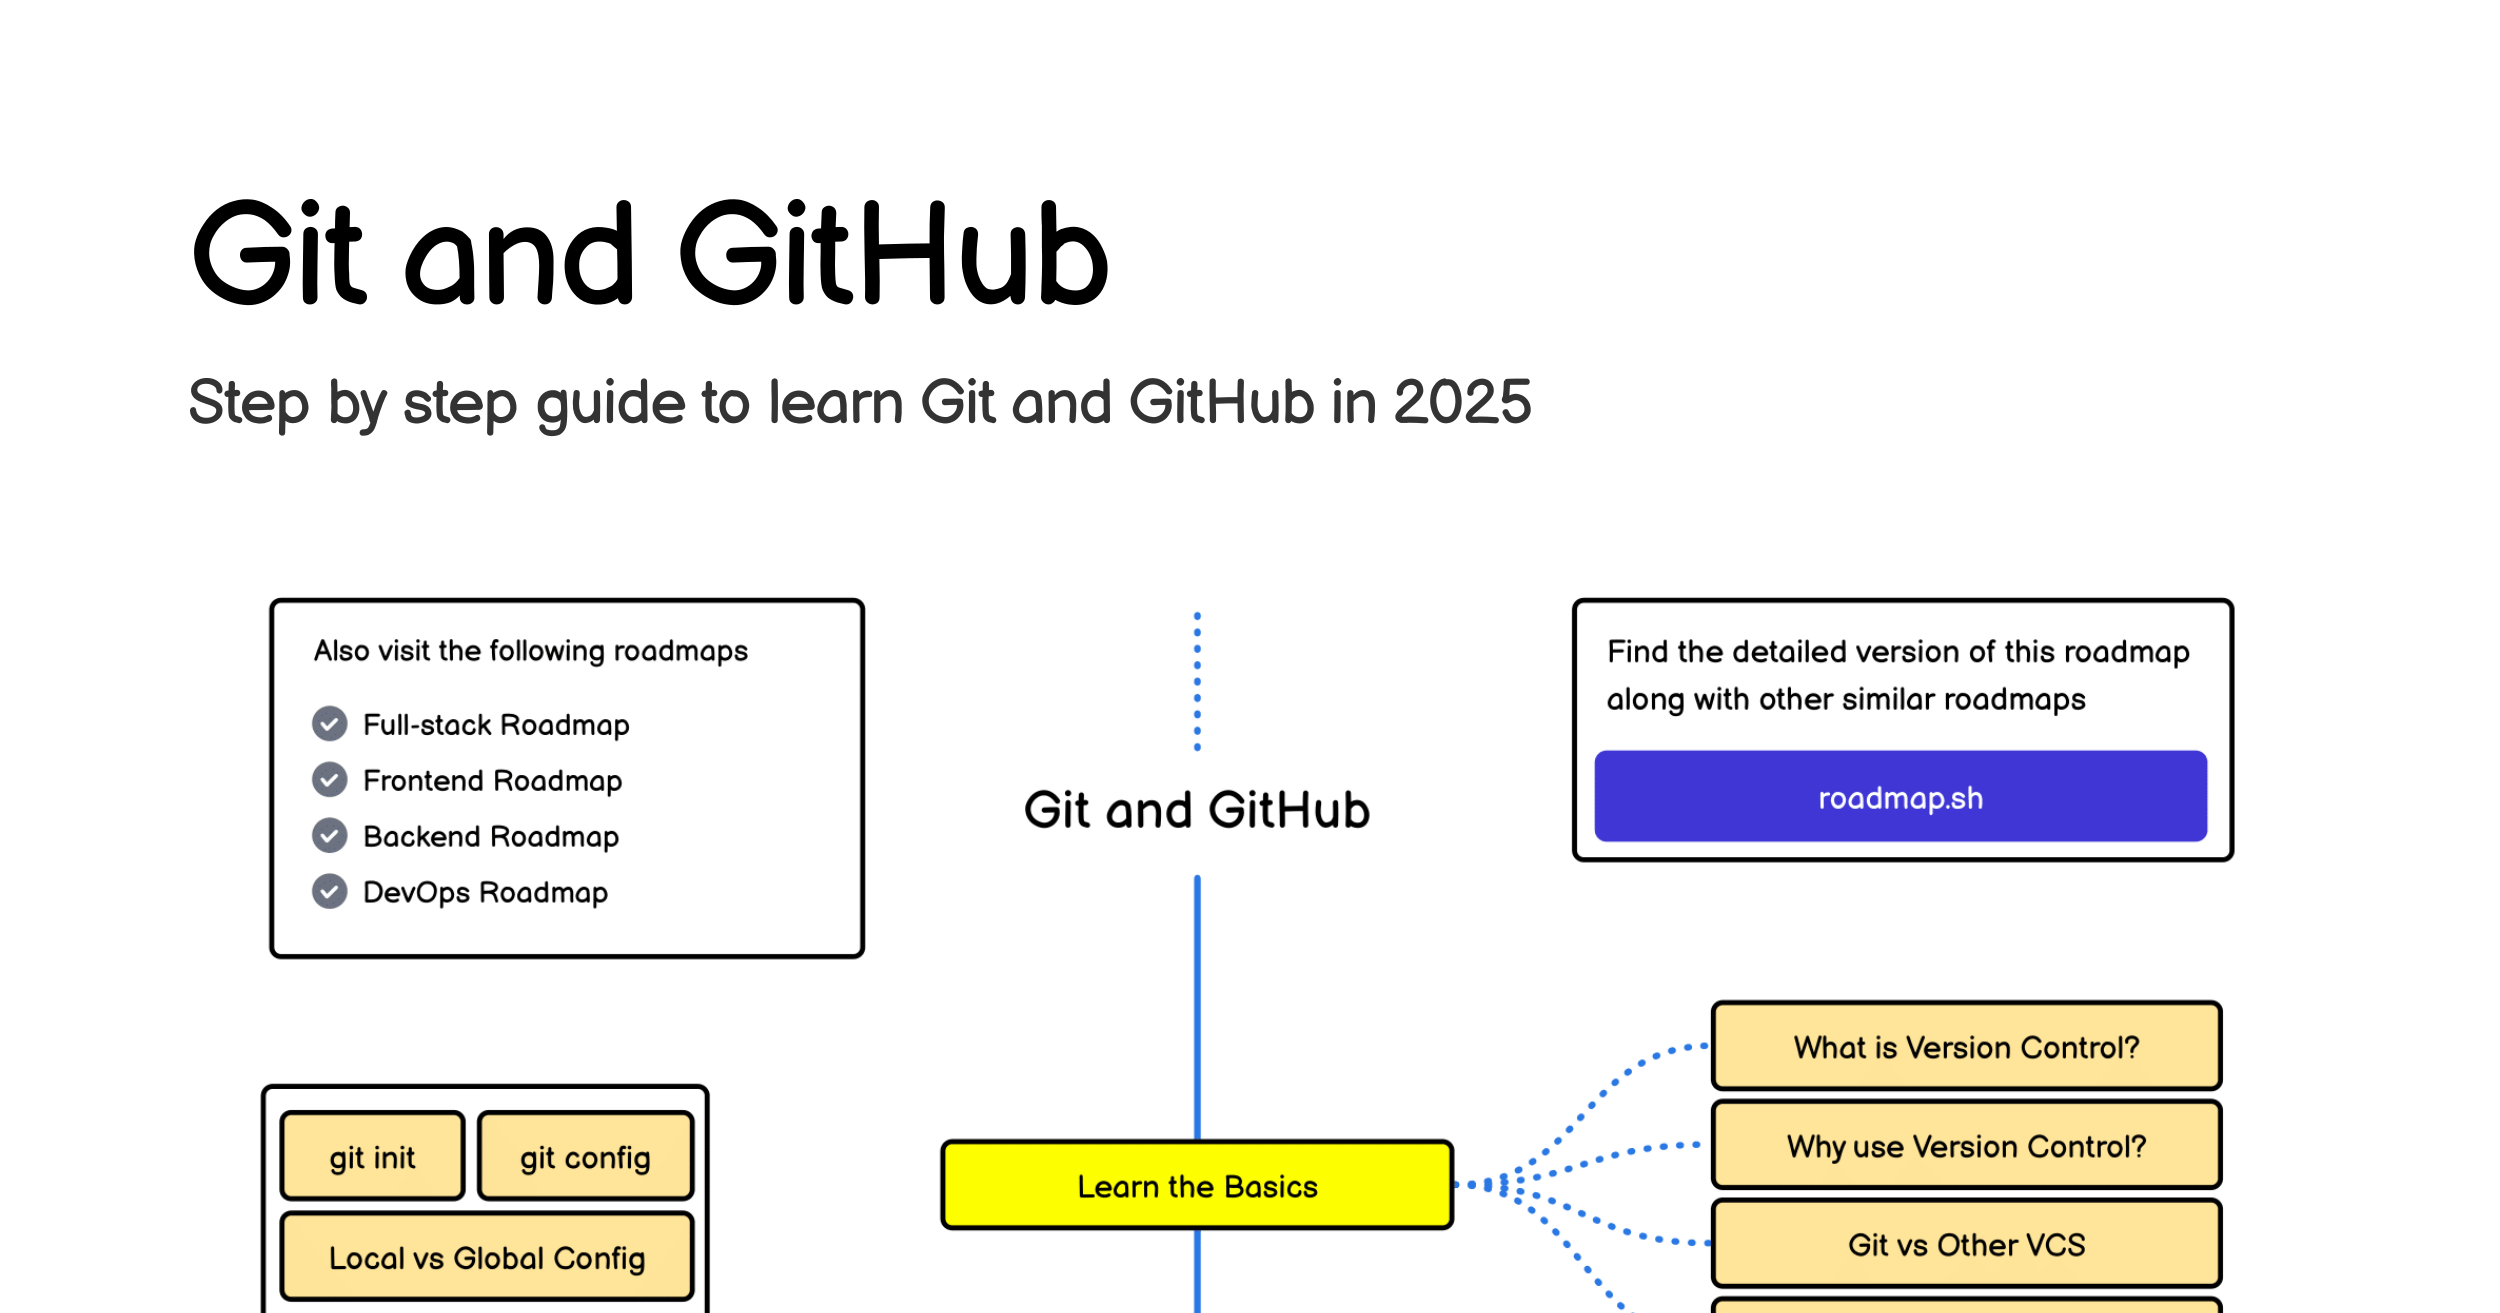 Git and GitHub
Step by step guide to learn Git and GitHub in 2025
Also visit the following roadmaps
Full-stack Roadmap
Frontend Roadmap
Backend Roadmap
DevOps Roadmap
Git and GitHub
Find the detailed version of this roadmap
along with other similar roadmaps
roadmap.sh
What is Version Control?
Why use Version Control?
Git vs Other VCS
Learn the Basics
git init
git config
Local vs Global Config